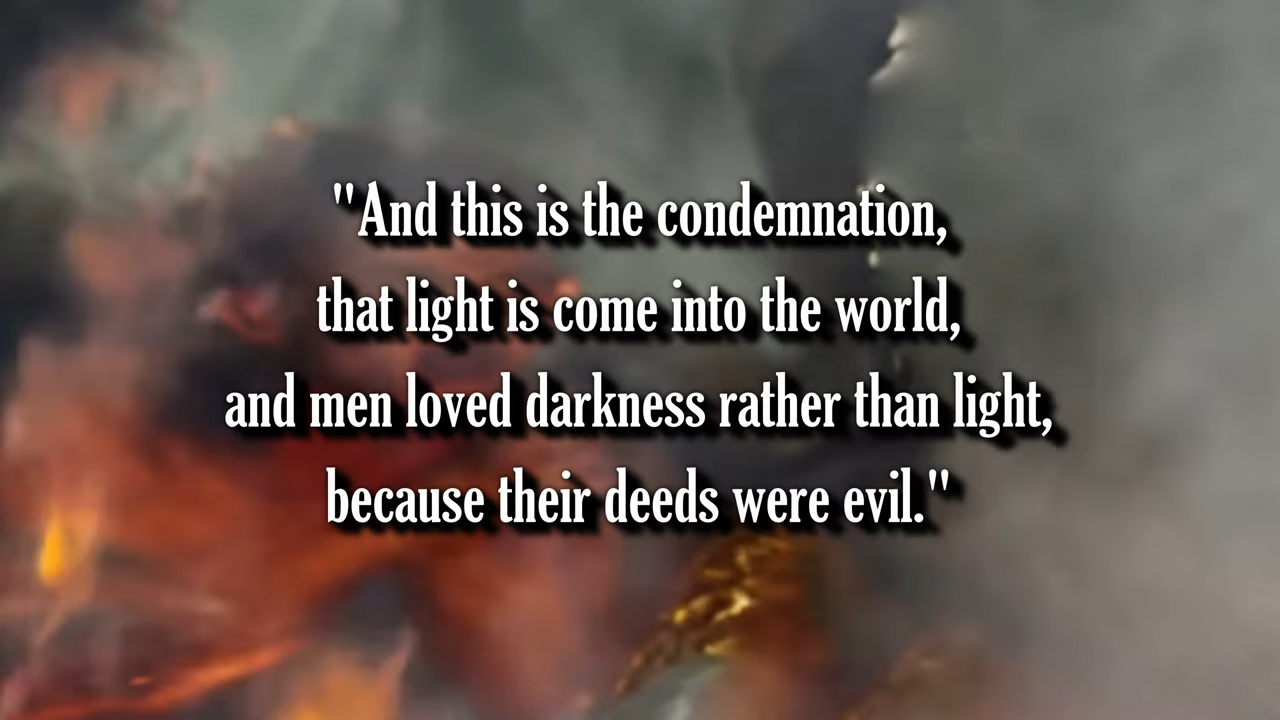 "And this is the condemnation,
that light is come into the world,
and men loved darkness rather than light,
because their deeds were evil."